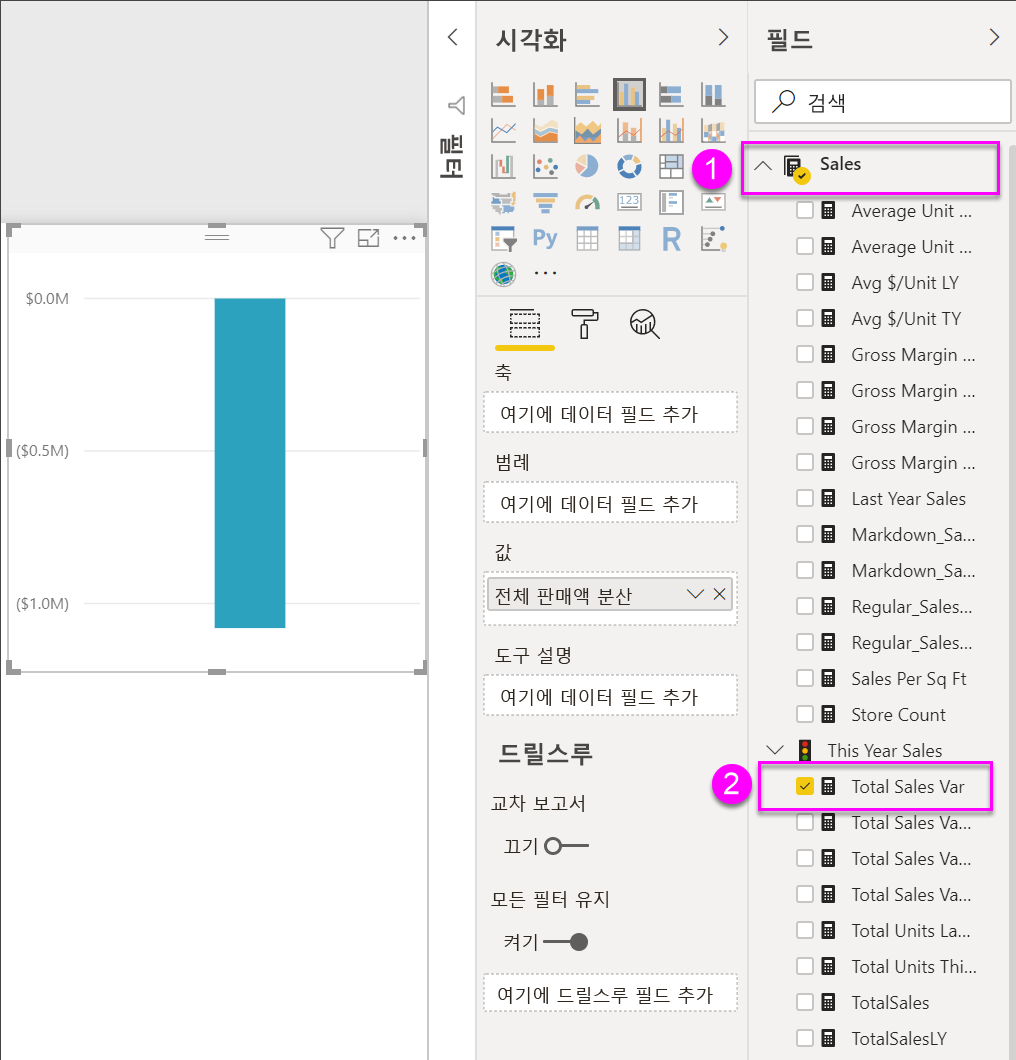 $0.0M
($0.5M)
($1.0M)
필터
시각화
123
Py
R
축
여기에 데이터 필드 추가
범례
여기에 데이터 필드 추가
값
전체 판매액 분산
도구 설명
여기에 데이터 필드 추가
드릴스루
교차 보고서
끄기
모든 필터 유지
켜기
여기에 드릴스루 필드 추가
필드
검색
1
Sales
Average Unit ...
Average Unit ...
Avg $/Unit LY
Avg $/Unit TY
Gross Margin ...
Gross Margin ...
Gross Margin ...
Gross Margin ...
Last Year Sales
Markdown_Sa...
Markdown_Sa...
Regular_Sales...
Regular_Sales...
Sales Per Sq Ft
Store Count
This Year Sales
2
Total Sales Var
Total Sales Va...
Total Sales Va...
Total Sales Va...
Total Units La...
Total Units Thi...
TotalSales
TotalSalesLY